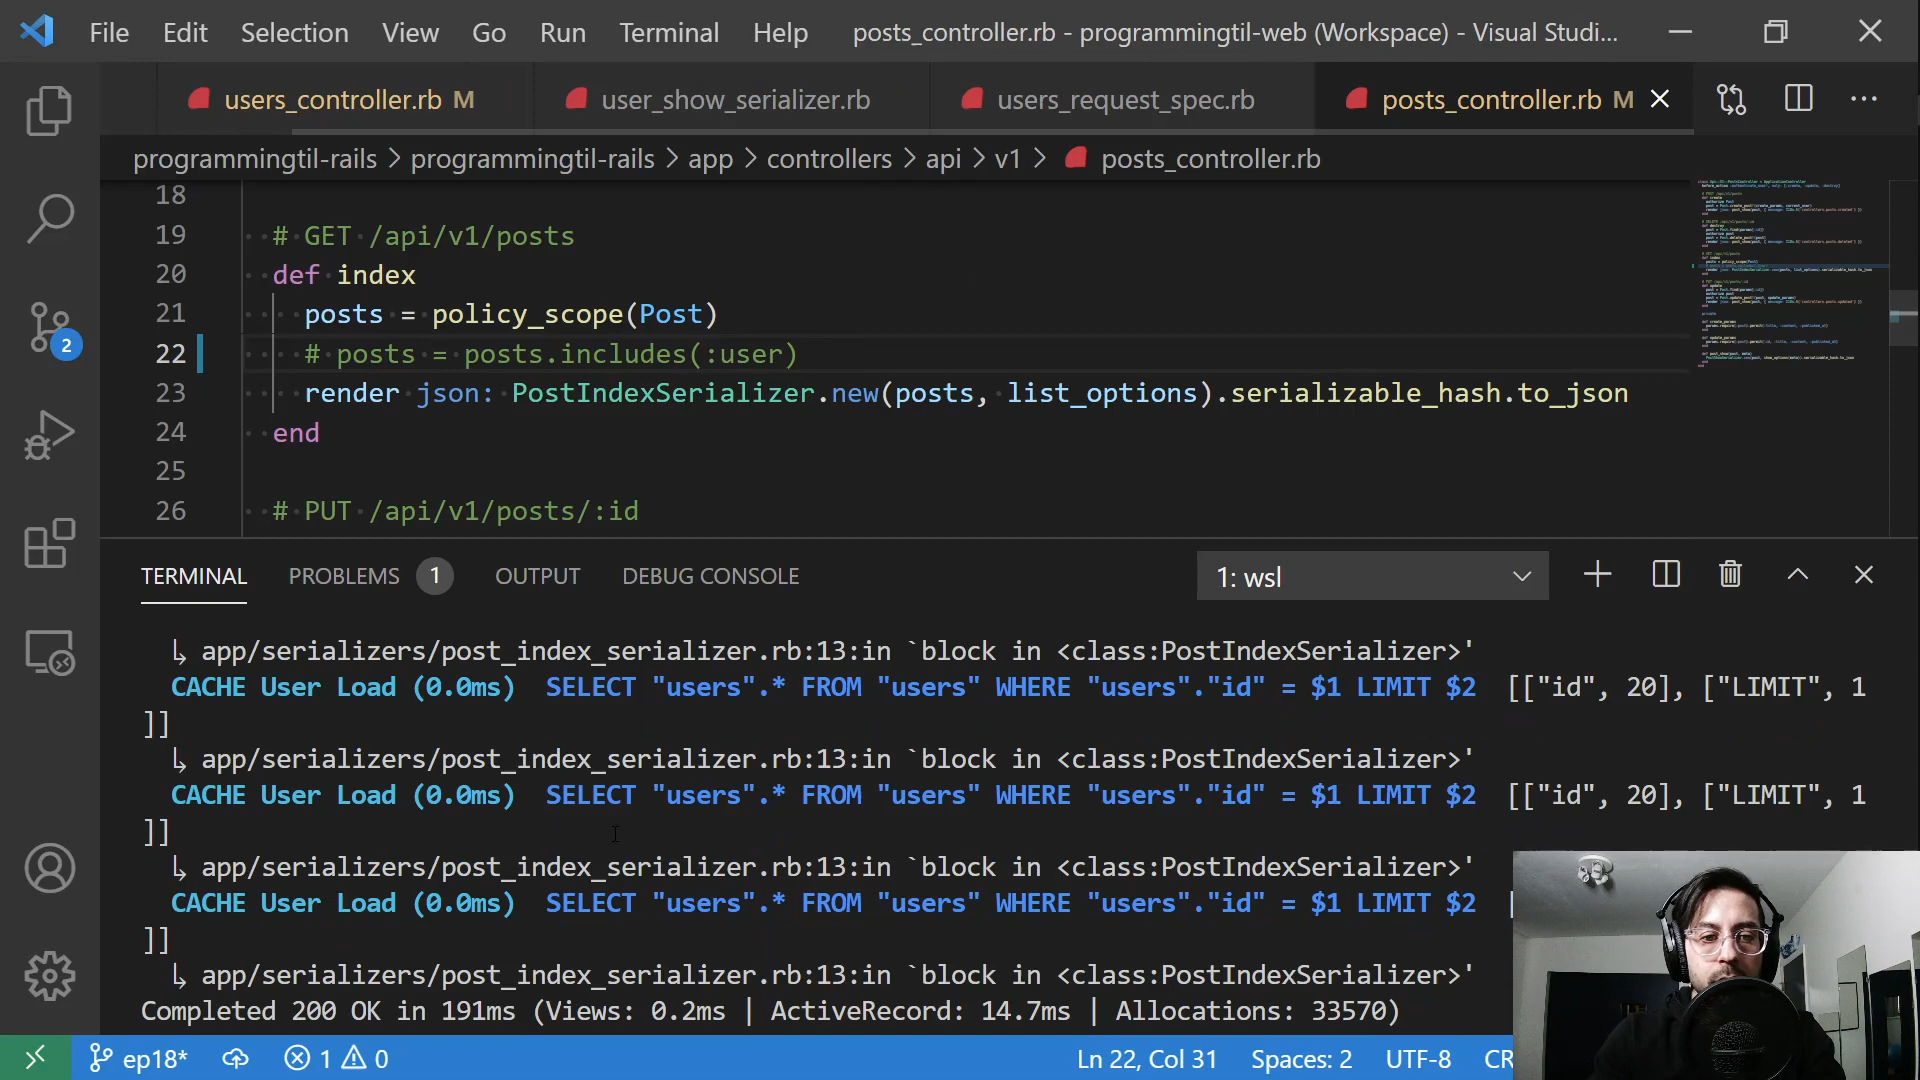 File Edit Selection View Go Run Terminal Help posts_controller.rb - programmingtil-web (Workspace) - Visual Studi...
users_controller.rb M user_show_serializer.rb users_request_spec.rb posts_controller.rb M
programmingtil-rails > programmingtil-rails > app > controllers > api > v1 > posts_controller.rb
18
19 # GET /api/v1/posts
20 def index
21 posts = policy_scope(Post)
22 # posts = posts.includes(:user)
23 render json: PostIndexSerializer.new(posts, list_options).serializable_hash.to_json
24 end
25
26 # PUT /api/v1/posts/:id
2
TERMINAL PROBLEMS 1 OUTPUT DEBUG CONSOLE 1: wsl
↳ app/serializers/post_index_serializer.rb:13:in `block in <class:PostIndexSerializer>'
CACHE User Load (0.0ms) SELECT "users".* FROM "users" WHERE "users"."id" = $1 LIMIT $2 [["id", 20], ["LIMIT", 1
]]
↳ app/serializers/post_index_serializer.rb:13:in `block in <class:PostIndexSerializer>'
CACHE User Load (0.0ms) SELECT "users".* FROM "users" WHERE "users"."id" = $1 LIMIT $2 [["id", 20], ["LIMIT", 1
]]
↳ app/serializers/post_index_serializer.rb:13:in `block in <class:PostIndexSerializer>'
CACHE User Load (0.0ms) SELECT "users".* FROM "users" WHERE "users"."id" = $1 LIMIT $2 [
]]
↳ app/serializers/post_index_serializer.rb:13:in `block in <class:PostIndexSerializer>'
Completed 200 OK in 191ms (Views: 0.2ms | ActiveRecord: 14.7ms | Allocations: 33570)
ep18* 1 0 Ln 22, Col 31 Spaces: 2 UTF-8 CR